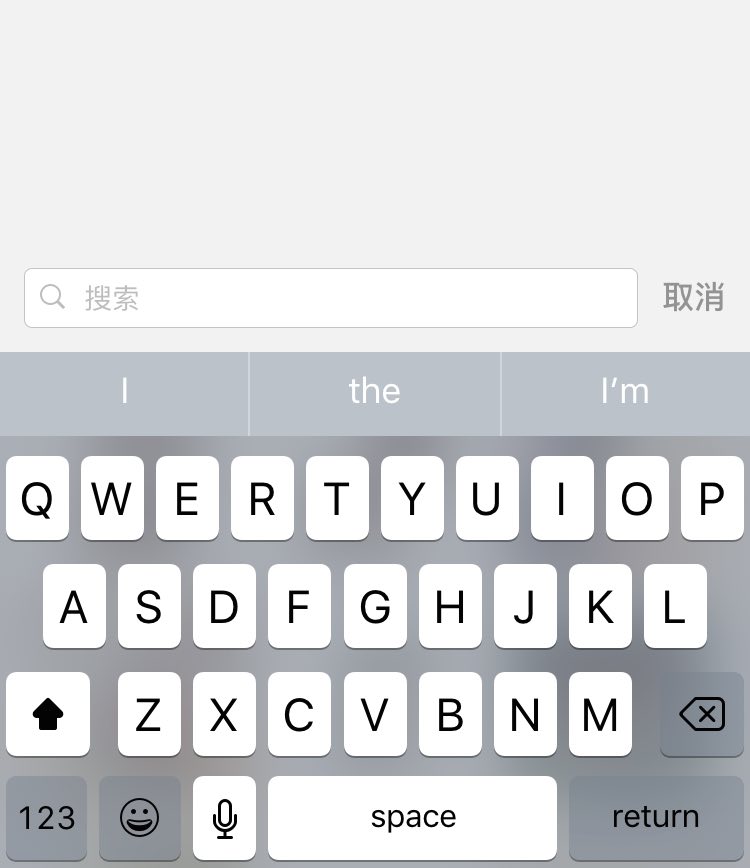 搜索 取消
I the I’m
Q W E R T Y U I O P
A S D F G H J K L
Z X C V B N M
123 space return